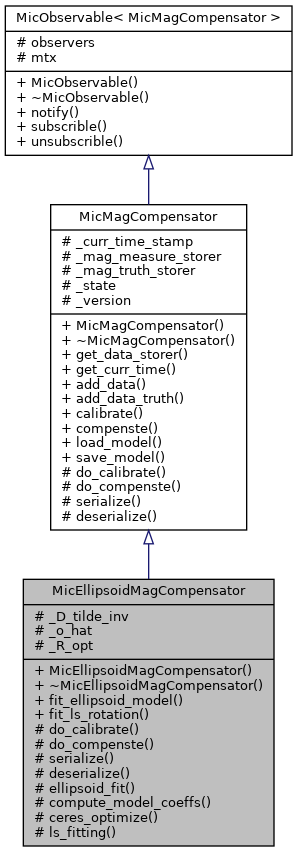 MicObservable< MicMagCompensator >
# observers
# mtx
+ MicObservable()
+ ~MicObservable()
+ notify()
+ subscrible()
+ unsubscrible()
MicMagCompensator
# _curr_time_stamp
# _mag_measure_storer
# _mag_truth_storer
# _state
# _version
+ MicMagCompensator()
+ ~MicMagCompensator()
+ get_data_storer()
+ get_curr_time()
+ add_data()
+ add_data_truth()
+ calibrate()
+ compenste()
+ load_model()
+ save_model()
# do_calibrate()
# do_compenste()
# serialize()
# deserialize()
MicEllipsoidMagCompensator
# _D_tilde_inv
# _o_hat
# _R_opt
+ MicEllipsoidMagCompensator()
+ ~MicEllipsoidMagCompensator()
+ fit_ellipsoid_model()
+ fit_ls_rotation()
# do_calibrate()
# do_compenste()
# serialize()
# deserialize()
# ellipsoid_fit()
# compute_model_coeffs()
# ceres_optimize()
# ls_fitting()